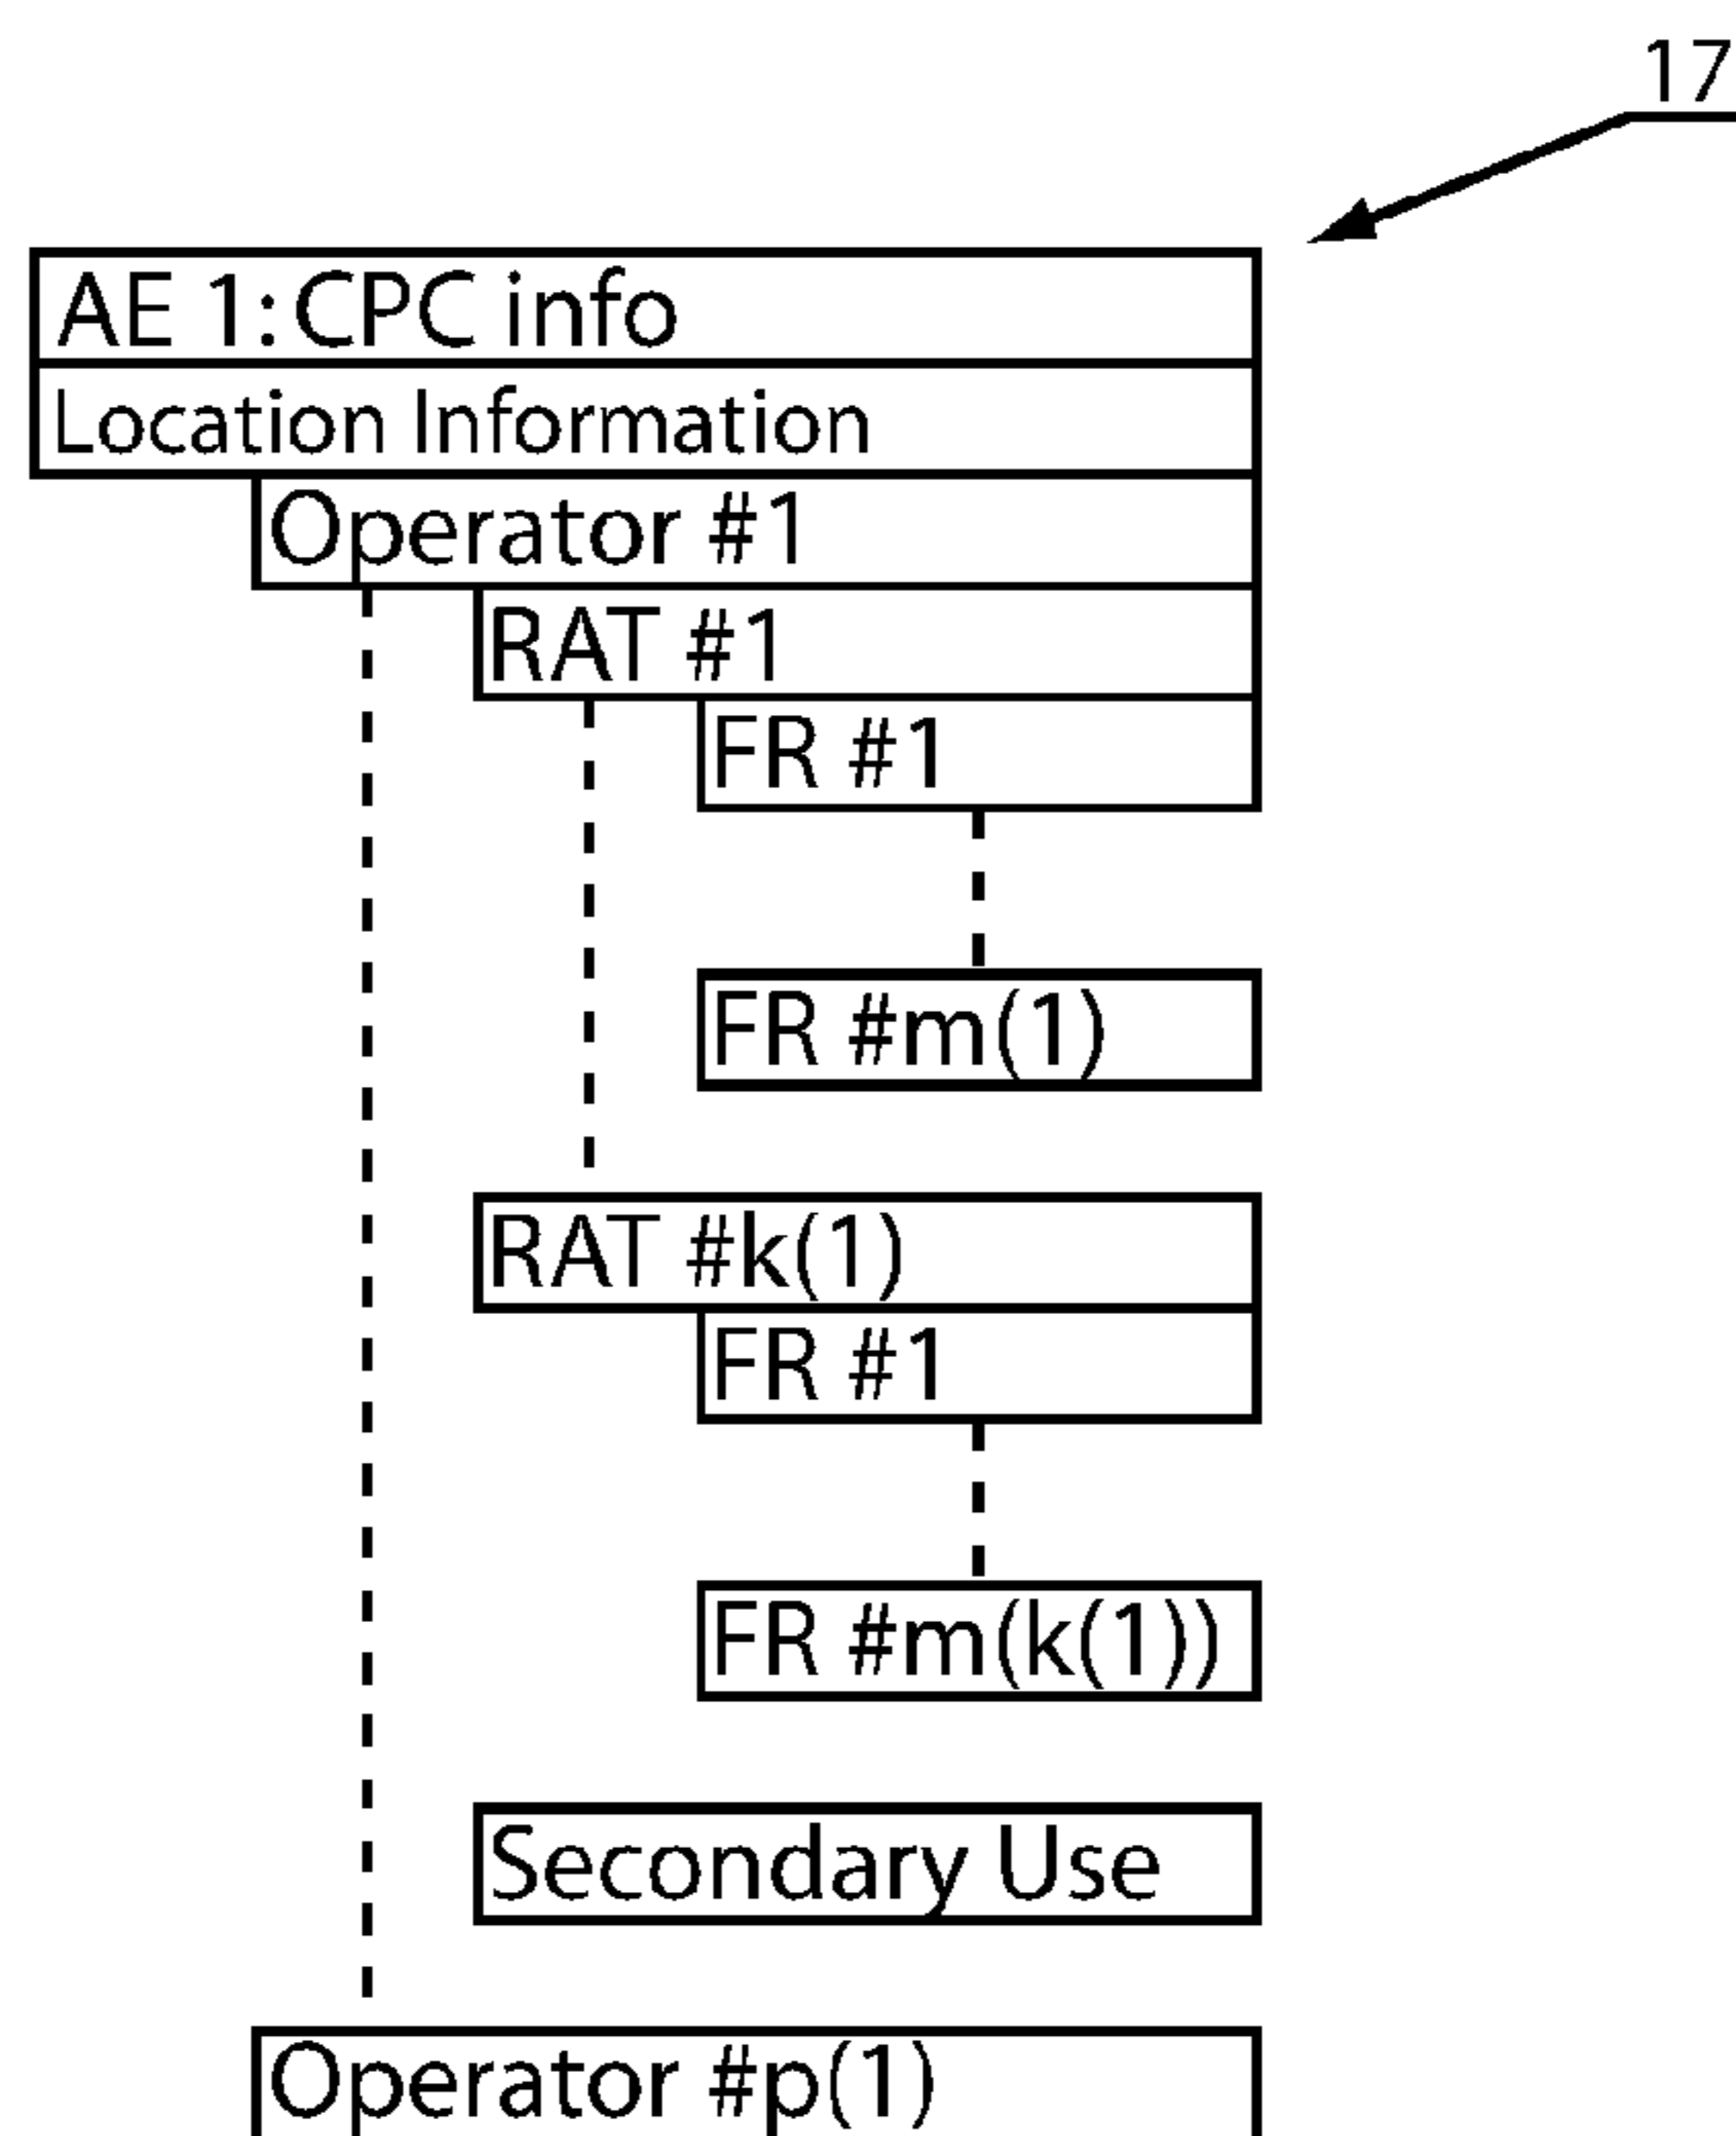 17
AE 1: CPC info
Location Information
Operator #1
RAT #1
FR #1
FR #m(1)
RAT #k(1)
FR #1
FR #m(k(1))
Secondary Use
Operator #p(1)